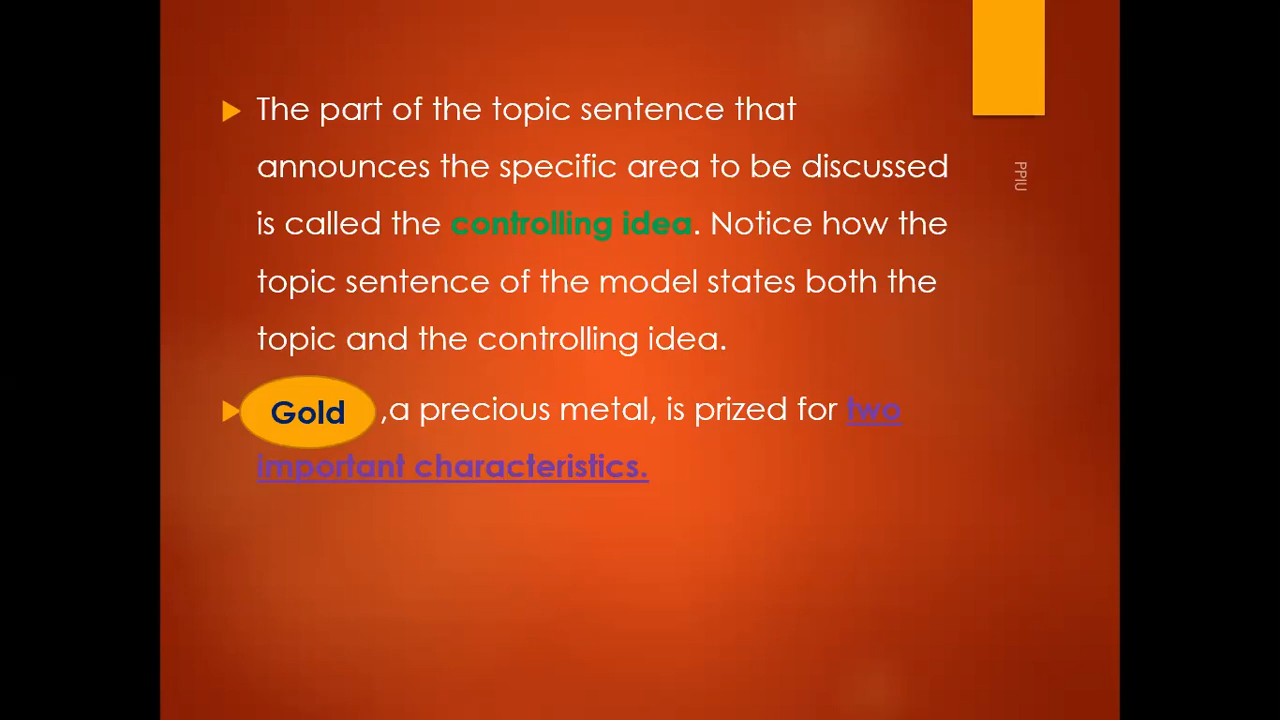 The part of the topic sentence that
announces the specific area to be discussed
is called the controlling idea. Notice how the
topic sentence of the model states both the
topic and the controlling idea.
Gold ,a precious metal, is prized for two
important characteristics.
PPIU